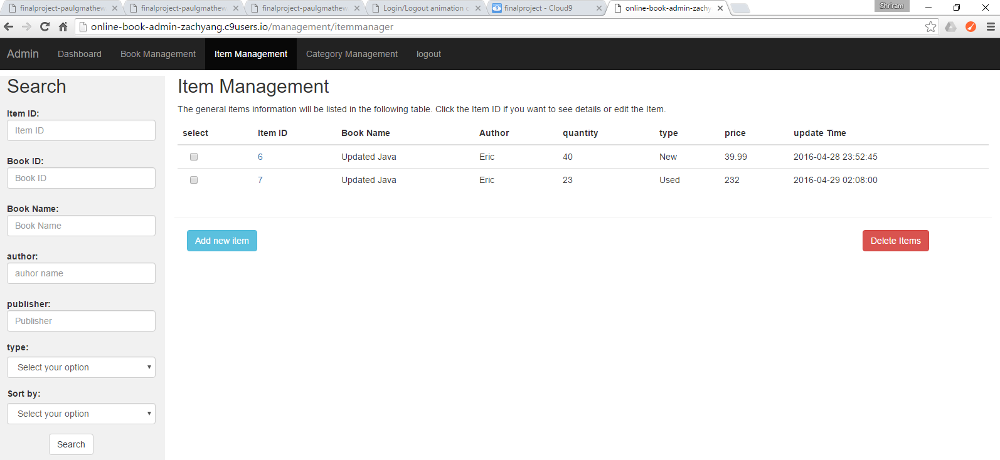 finalproject-paulgmathew
finalproject-paulgmathew
finalproject-paulgmathew
Login/Logout animation c
finalproject - Cloud9
online-book-admin-zachy
Shriram
online-book-admin-zachyang.c9users.io/management/itemmanager
Admin Dashboard Book Management Item Management Category Management logout
Search
Item ID:
Item ID
Book ID:
Book ID
Book Name:
Book Name
author:
auhor name
publisher:
Publisher
type:
Select your option
Sort by:
Select your option
Search
Item Management
The general items information will be listed in the following table. Click the Item ID if you want to see details or edit the Item.
select Item ID Book Name Author quantity type price update Time
6 Updated Java Eric 40 New 39.99 2016-04-28 23:52:45
7 Updated Java Eric 23 Used 232 2016-04-29 02:08:00
Add new item Delete Items